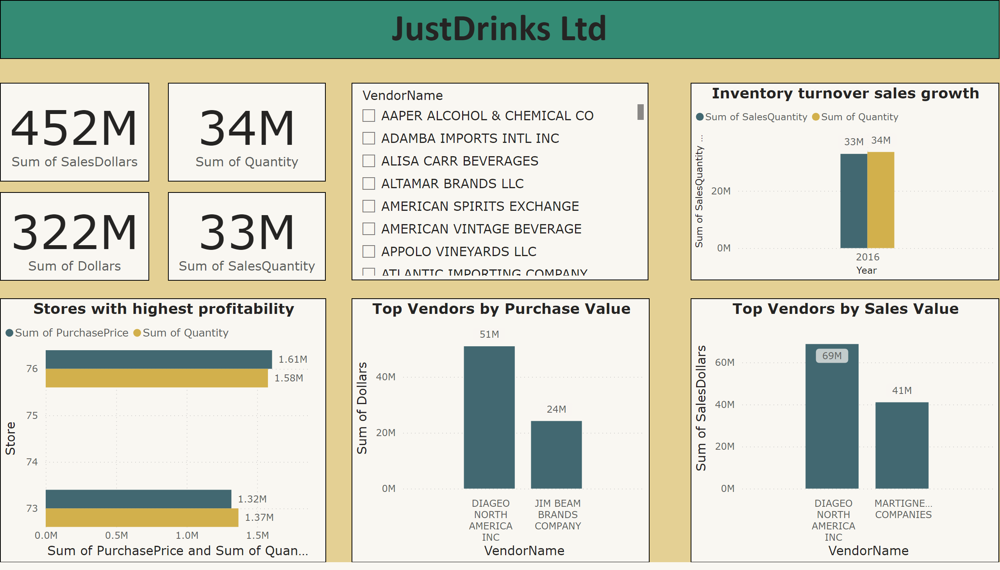 JustDrinks Ltd
452M
Sum of SalesDollars
34M
Sum of Quantity
322M
Sum of Dollars
33M
Sum of SalesQuantity
VendorName
AAPER ALCOHOL & CHEMICAL CO
ADAMBA IMPORTS INTL INC
ALISA CARR BEVERAGES
ALTAMAR BRANDS LLC
AMERICAN SPIRITS EXCHANGE
AMERICAN VINTAGE BEVERAGE
APPOLO VINEYARDS LLC
ATLANTIC IMPORTING COMPANY
Inventory turnover sales growth
Sum of SalesQuantity Sum of Quantity
Sum of SalesQuantity ...
33M 34M
20M
0M
2016
Year
Stores with highest profitability
Sum of PurchasePrice Sum of Quantity
Store
76
1.61M
1.58M
75
74
73
1.32M
1.37M
0.0M 0.5M 1.0M 1.5M
Sum of PurchasePrice and Sum of Quan...
Top Vendors by Purchase Value
Sum of Dollars
51M
40M
24M
20M
0M
DIAGEO
NORTH
AMERICA
INC
JIM BEAM
BRANDS
COMPANY
VendorName
Top Vendors by Sales Value
Sum of SalesDollars
69M
60M
41M
40M
20M
0M
DIAGEO
NORTH
AMERICA
INC
MARTIGNE...
COMPANIES
VendorName